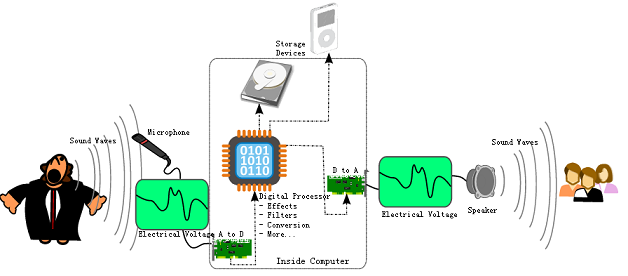 Storage
Devices
Sound Waves
Microphone
0101
1010
0110
D to A
Sound Waves
Digital Processor
- Effects
- Filters
- Conversion
- More...
Electrical Voltage
A to D
Electrical Voltage
Speaker
Inside Computer